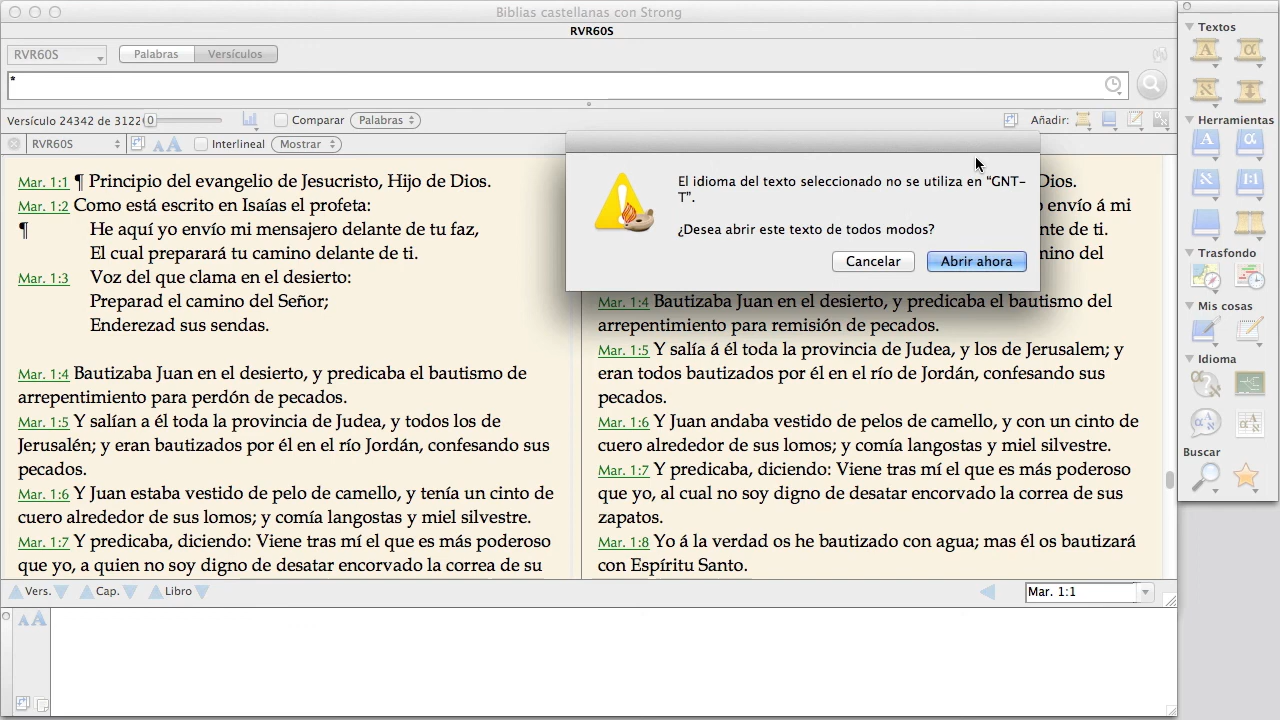 Biblias castellanas con Strong
RVR60S
RVR60S
Palabras
Versículos
*
Versículo 24342 de 3122
0
Comparar
Palabras
Añadir:
RVR60S
Interlineal
Mostrar
Mar. 1:1 ¶ Principio del evangelio de Jesucristo, Hijo de Dios.
Mar. 1:2 Como está escrito en Isaías el profeta:
¶ He aquí yo envío mi mensajero delante de tu faz,
El cual preparará tu camino delante de ti.
Mar. 1:3 Voz del que clama en el desierto:
Preparad el camino del Señor;
Enderezad sus sendas.
Mar. 1:4 Bautizaba Juan en el desierto, y predicaba el bautismo de
arrepentimiento para perdón de pecados.
Mar. 1:5 Y salían a él toda la provincia de Judea, y todos los de
Jerusalén; y eran bautizados por él en el río Jordán, confesando sus
pecados.
Mar. 1:6 Y Juan estaba vestido de pelo de camello, y tenía un cinto de
cuero alrededor de sus lomos; y comía langostas y miel silvestre.
Mar. 1:7 Y predicaba, diciendo: Viene tras mí el que es más poderoso
que yo, a quien no soy digno de desatar encorvado la correa de su
Dios.
o envío á mi
nte de ti.
mino del
Mar. 1:4 Bautizaba Juan en el desierto, y predicaba el bautismo del
arrepentimiento para remisión de pecados.
Mar. 1:5 Y salía á él toda la provincia de Judea, y los de Jerusalem; y
eran todos bautizados por él en el río de Jordán, confesando sus
pecados.
Mar. 1:6 Y Juan andaba vestido de pelos de camello, y con un cinto de
cuero alrededor de sus lomos; y comía langostas y miel silvestre.
Mar. 1:7 Y predicaba, diciendo: Viene tras mí el que es más poderoso
que yo, al cual no soy digno de desatar encorvado la correa de sus
zapatos.
Mar. 1:8 Yo á la verdad os he bautizado con agua; mas él os bautizará
con Espíritu Santo.
El idioma del texto seleccionado no se utiliza en "GNT-
T".
¿Desea abrir este texto de todos modos?
Cancelar
Abrir ahora
Vers.
Cap.
Libro
Mar. 1:1
Textos
Herramientas
Trasfondo
Mis cosas
Idioma
Buscar